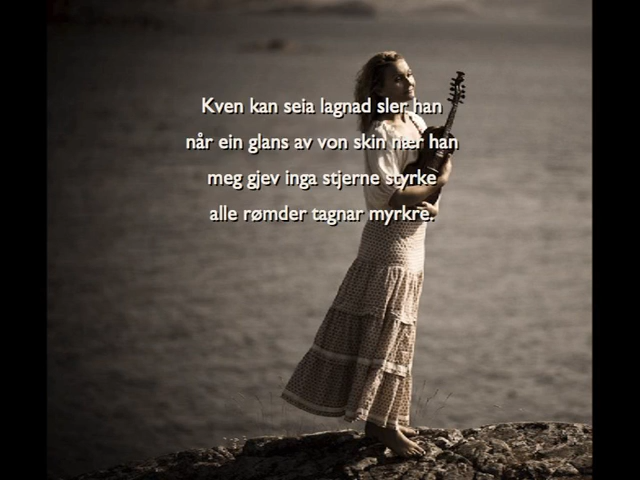 Kven kan seia lagnad sler han
når ein glans av von skin nær han
meg gjev inga stjerne styrke
alle rømder tagnar myrkre.